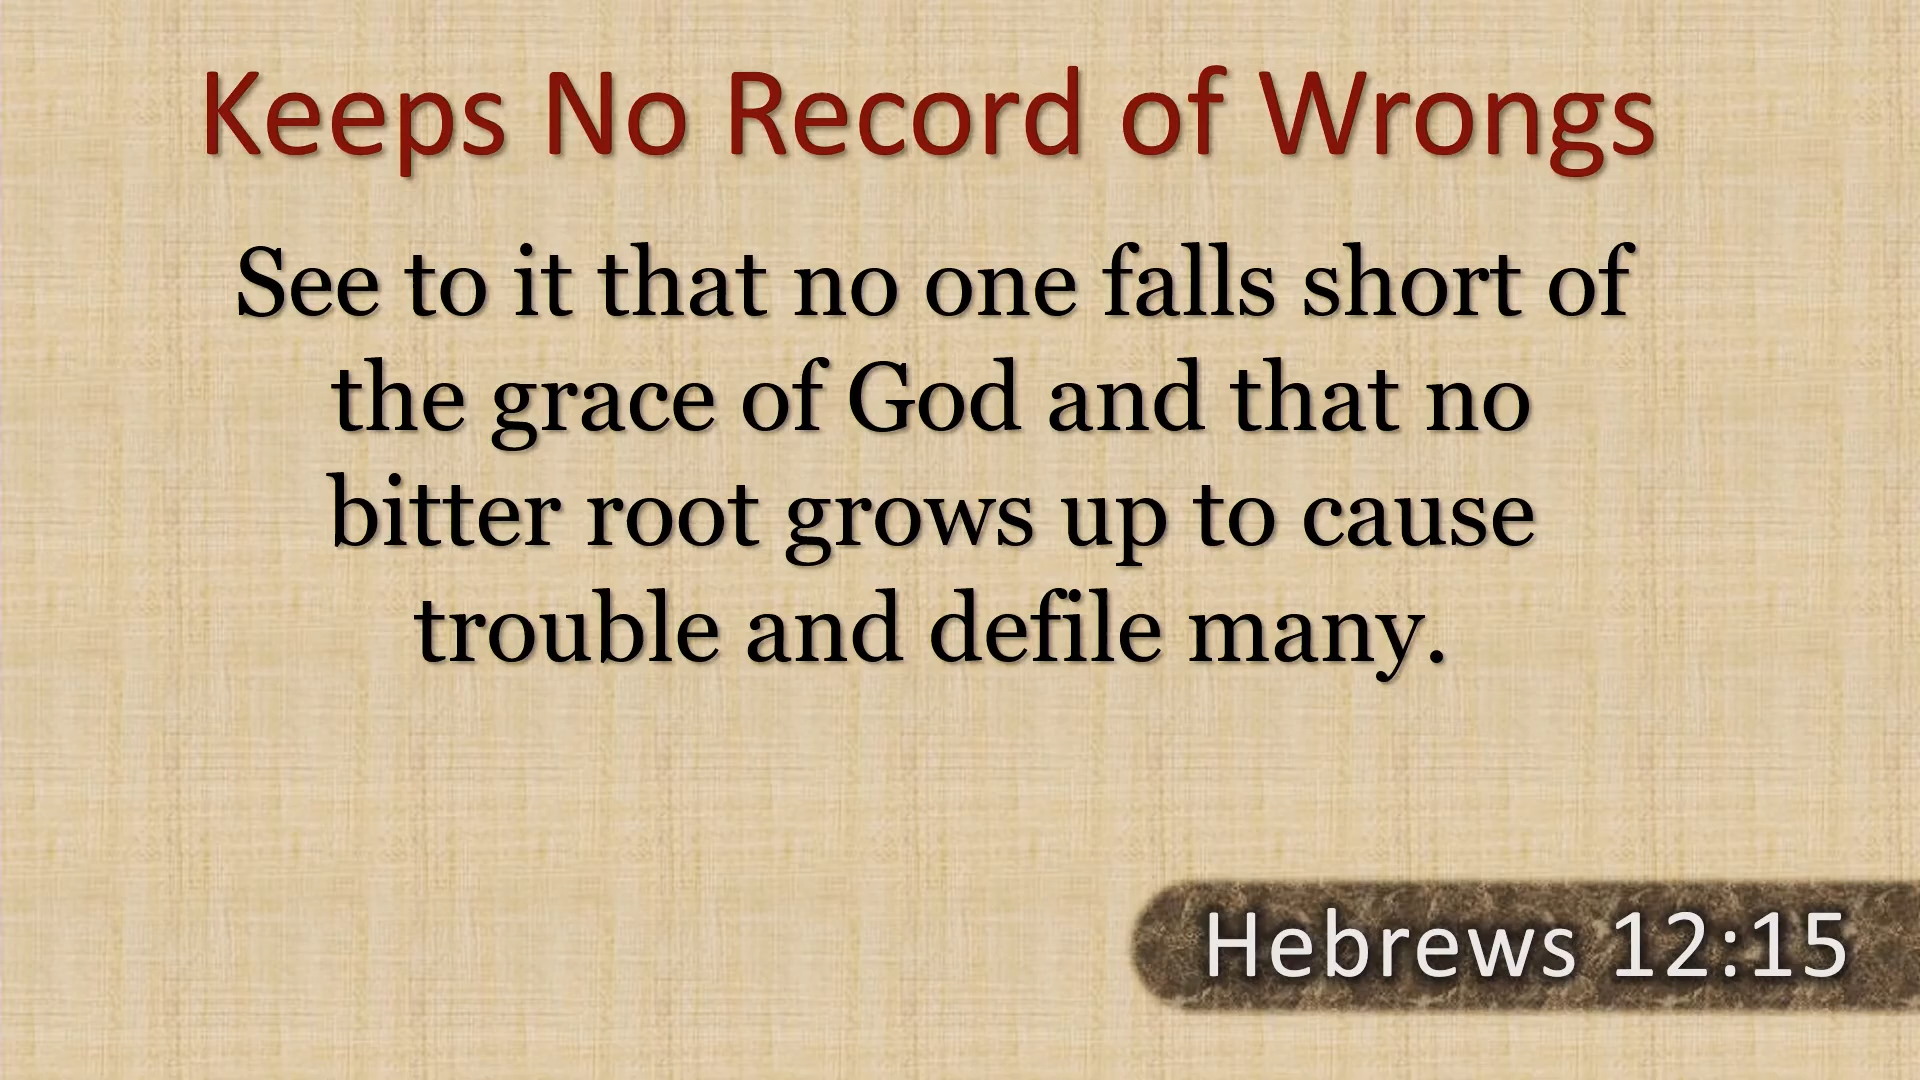 Keeps No Record of Wrongs
See to it that no one falls short of
the grace of God and that no
bitter root grows up to cause
trouble and defile many.
Hebrews 12:15